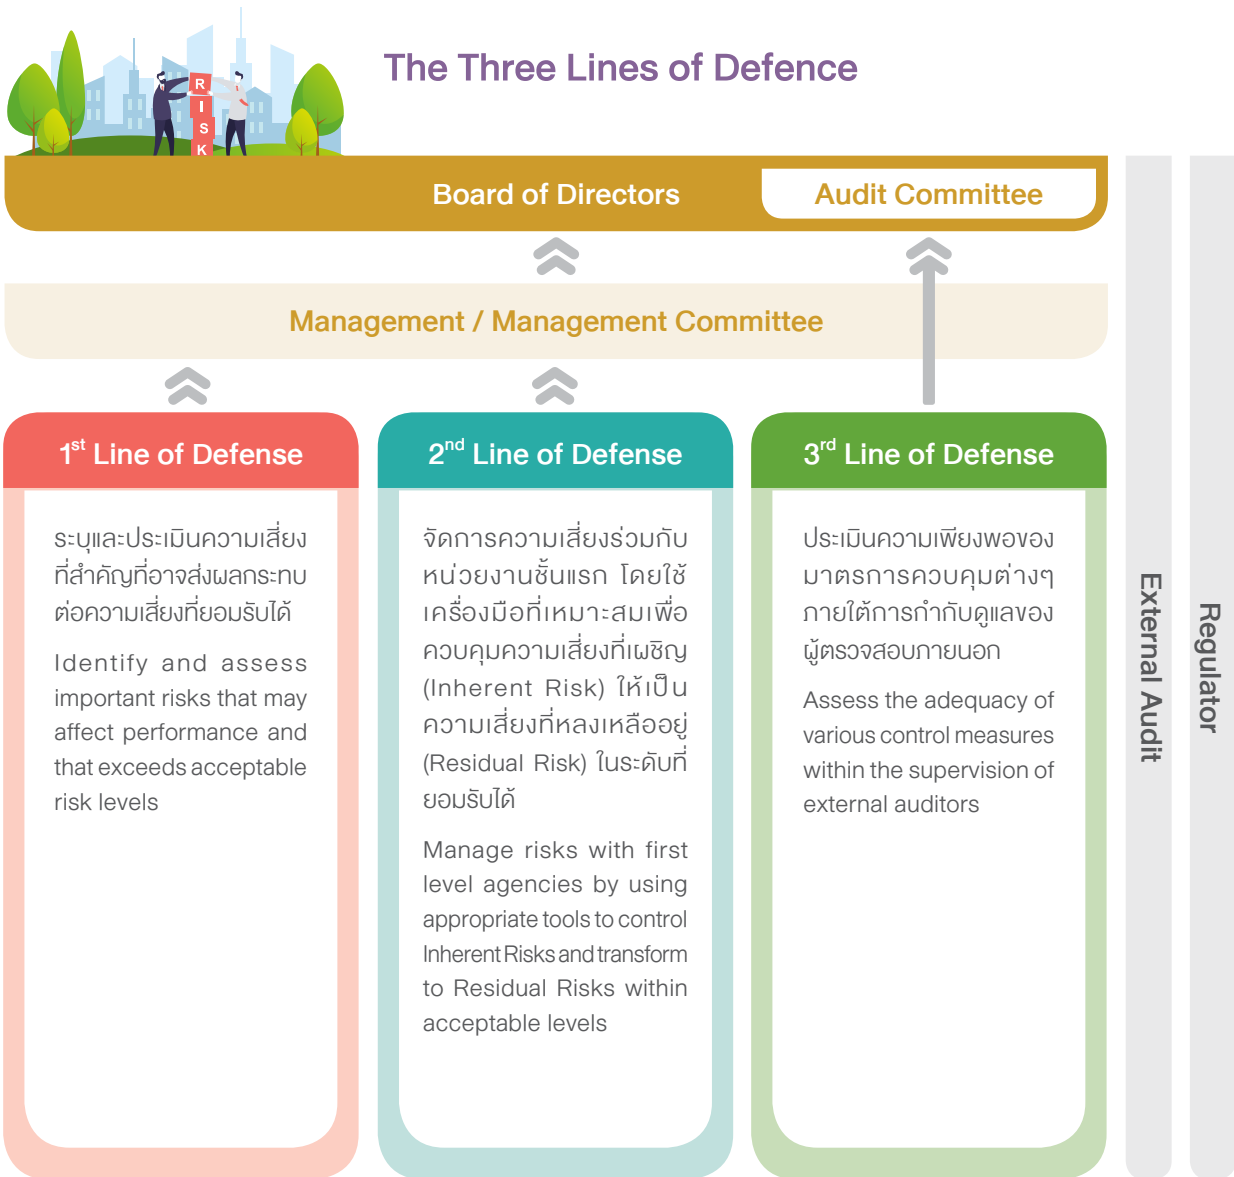 The Three Lines of Defence
R
I
S
K
Board of Directors
Audit Committee
Management / Management Committee
1st Line of Defense
ระบุและประเมินความเสี่ยง
ที่สำคัญที่อาจส่งผลกระทบ
ต่อความเสี่ยงที่ยอมรับได้
Identify and assess
important risks that may
affect performance and
that exceeds acceptable
risk levels
2nd Line of Defense
จัดการความเสี่ยงร่วมกับ
หน่วยงานชั้นแรก โดยใช้
เครื่องมือที่เหมาะสมเพื่อ
ควบคุมความเสี่ยงที่เผชิญ
(Inherent Risk) ให้เป็น
ความเสี่ยงที่หลงเหลืออยู่
(Residual Risk) ในระดับที่
ยอมรับได้
Manage risks with first
level agencies by using
appropriate tools to control
Inherent Risks and transform
to Residual Risks within
acceptable levels
3rd Line of Defense
ประเมินความเพียงพอของ
มาตรการควบคุมต่างๆ
ภายใต้การกำกับดูแลของ
ผู้ตรวจสอบภายนอก
Assess the adequacy of
various control measures
within the supervision of
external auditors
External Audit
Regulator